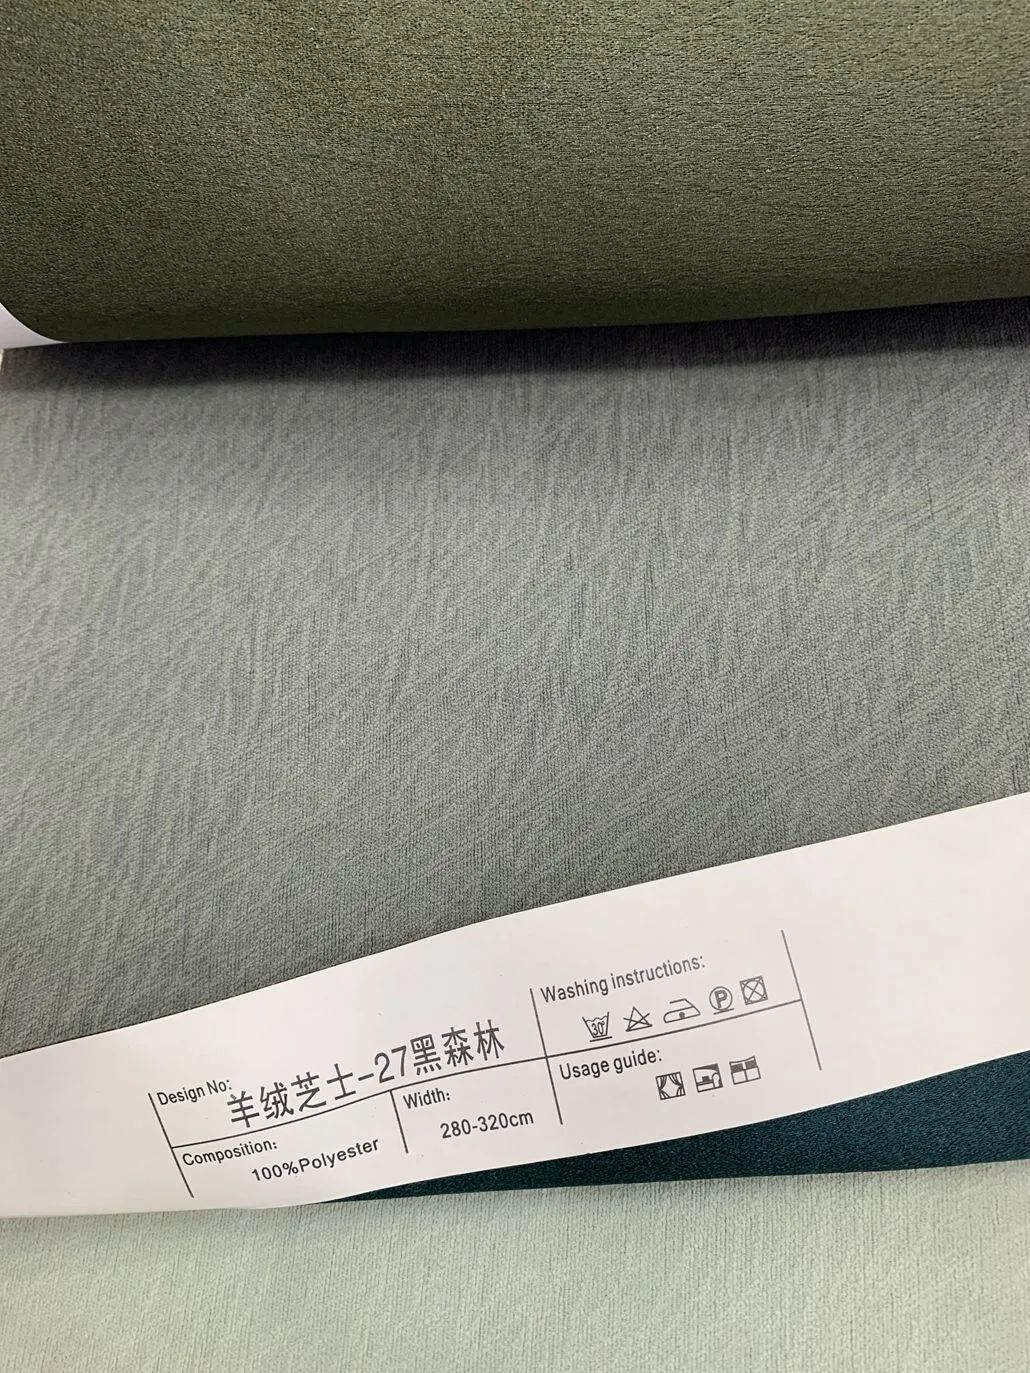 Design No:
羊绒芝士-27黑森林
Composition:
100%Polyester
Width:
280-320cm
Washing instructions:
30°
P
Usage guide: